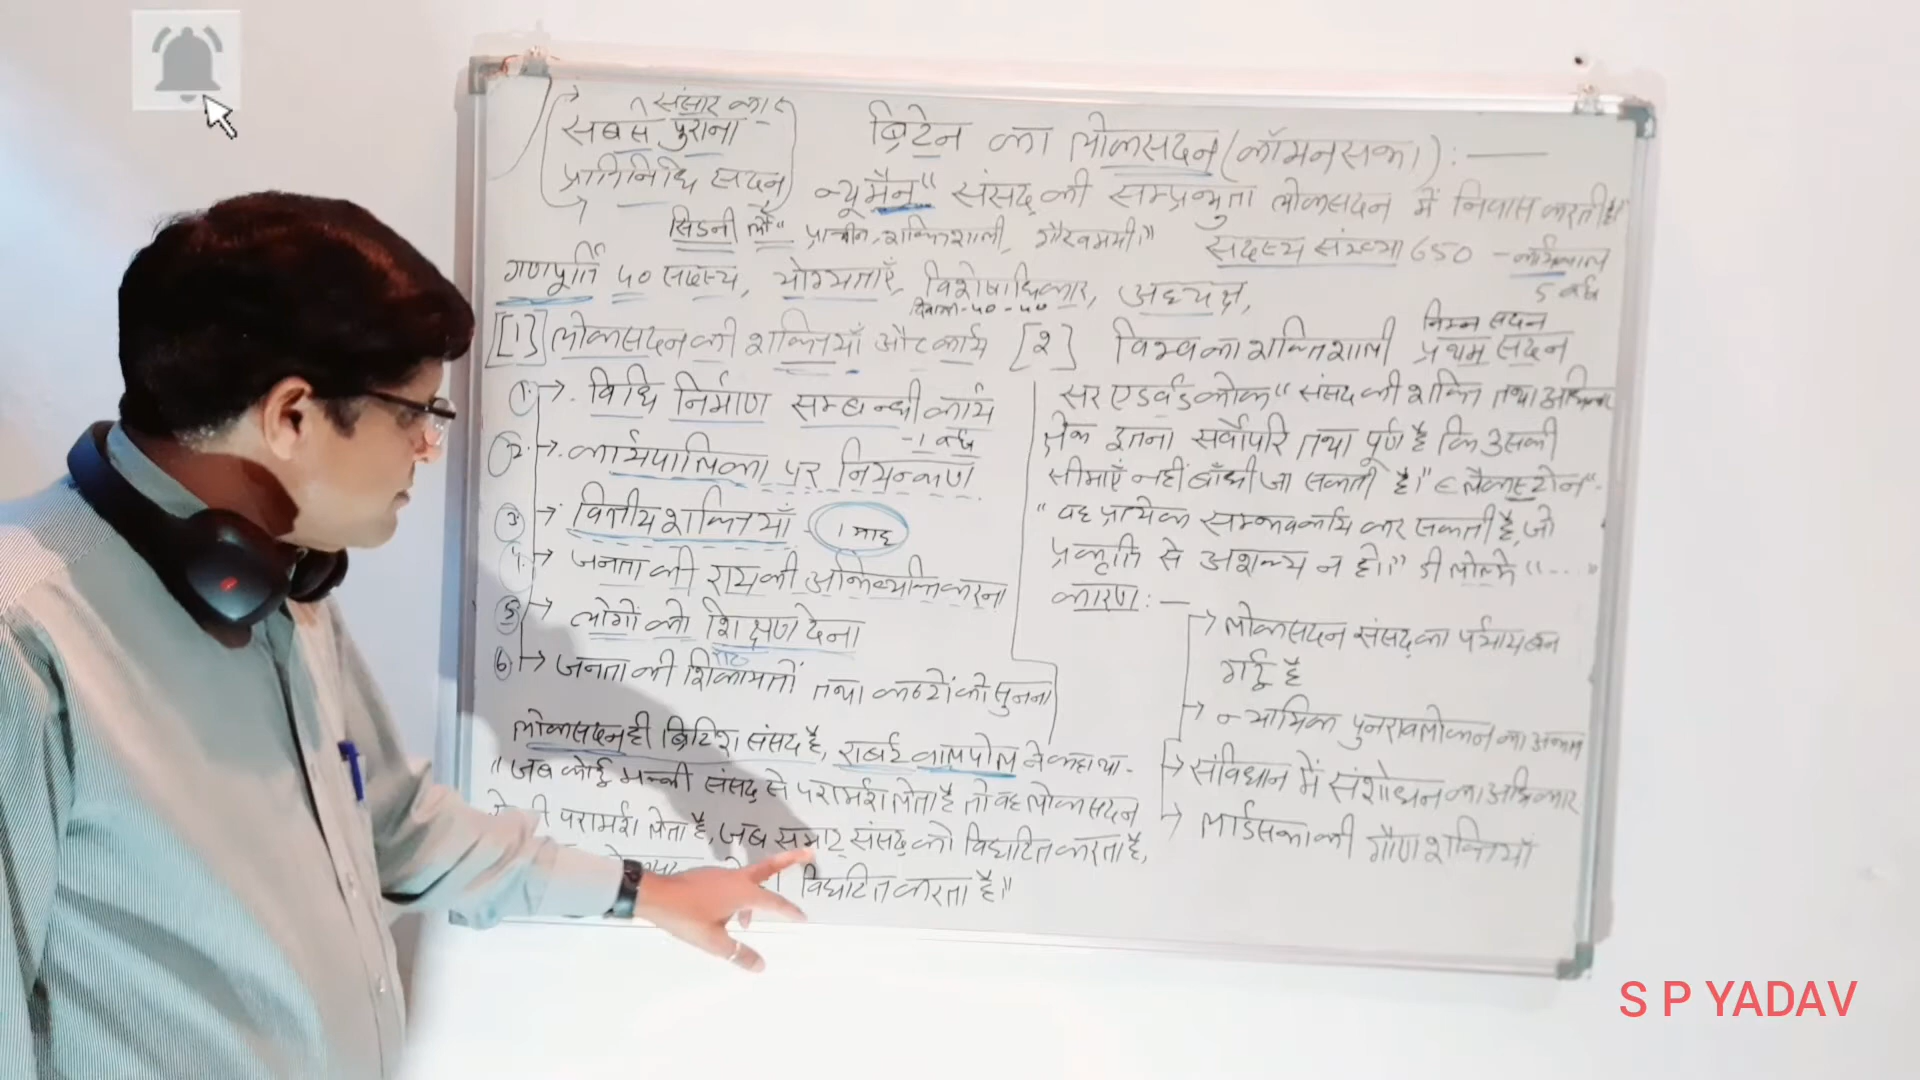 संसार का
सबसे पुराना
प्रतिनिधि सदन
ब्रिटेन का लोकसदन (कॉमनसभा) : —
न्यूमैन" संसद् की सम्प्रभुता लोकसदन में निवास करती है।"
सिडनी लौ" प्राचीन, शक्तिशाली, गौरवमयी।" सदस्य संख्या 650 - कार्यकाल
5 वर्ष
गणपूर्ति 40 सदस्य, योग्यताएँ, विशेषाधिकार, अध्यक्ष,
[1] लोकसदन की शक्तियाँ और कार्य
1. → विधि निर्माण सम्बन्धी कार्य
- 1 वर्ष
2. → कार्यपालिका पर नियन्त्रण
3 → वित्तीय शक्तियाँ - 1 माह
4. → जनता की राय की अभिव्यक्ति करना
5 → लोगों को शिक्षण देना
6. → जनता की शिकायतों तथा कष्टों को सुनना
लोकसदन ही ब्रिटिश संसद है, राबर्ट वालपोल ने कहा था -
"जब कोई मन्त्री संसद् से परामर्श लेता है तो वह लोकसदन
परामर्श लेता है, जब सम्राट् संसद् को विघटित करता है,
विघटित करता है।"
[2] विश्व का शक्तिशाली प्रथम सदन
निम्न सदन
सर एडवर्ड कोक "संसद की शक्ति तथा अधिकार
क्षेत्र इतना सर्वोपरि तथा पूर्ण है कि उसकी
सीमाएँ नहीं बाँधी जा सकती है।" ब्लैकस्टोन" -
"वह प्रत्येक सम्भव कार्य कर सकती है, जो
प्रकृति से अशक्य न हो।" डी लोल्मे "...."
कारण : —
→ लोकसदन संसद् का पर्याय बन
गई है
→ न्यायिक पुनरावलोकन का अभाव
→ संविधान में संशोधन का अधिकार
→ लार्डसभा की गौण शक्तियाँ
S P YADAV